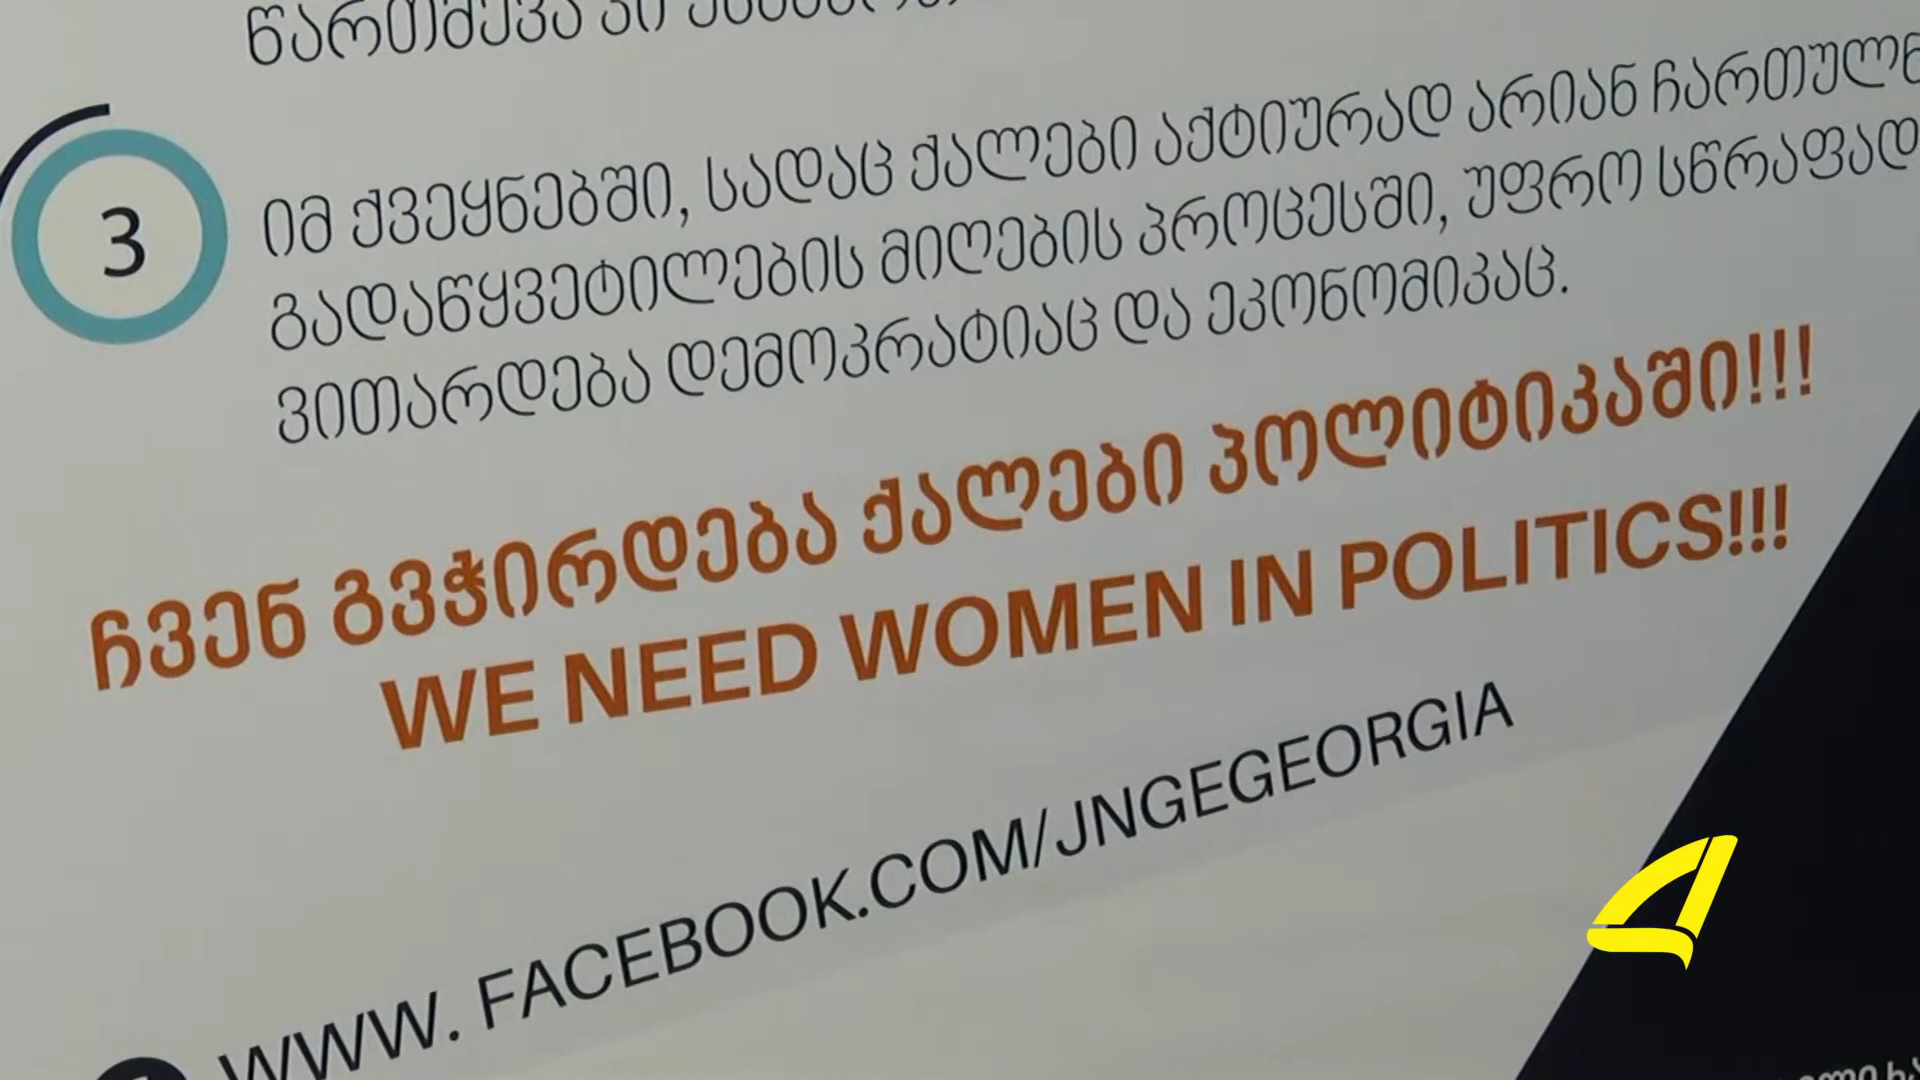 3
იმ ქვეყნებში, სადაც ქალები აქტიურად არიან
გადაწყვეტილების მიღების პროცესში, უფრო სწრაფად
ვითარდება დემოკრატიაც და ეკონომიკაც.
ჩვენ გვჭირდება ქალები პოლიტიკაში!!!
WE NEED WOMEN IN POLITICS!!!
WWW. FACEBOOK.COM/JNGEGEORGIA